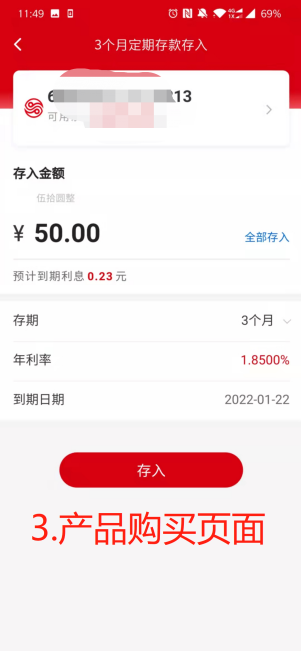 11:49
4G
1X
69%
3个月定期存款存入
6
13
可用
存入金额
伍拾圆整
¥ 50.00
全部存入
预计到期利息 0.23 元
存期
3个月
年利率
1.8500%
到期日期
2022-01-22
存入
3.产品购买页面